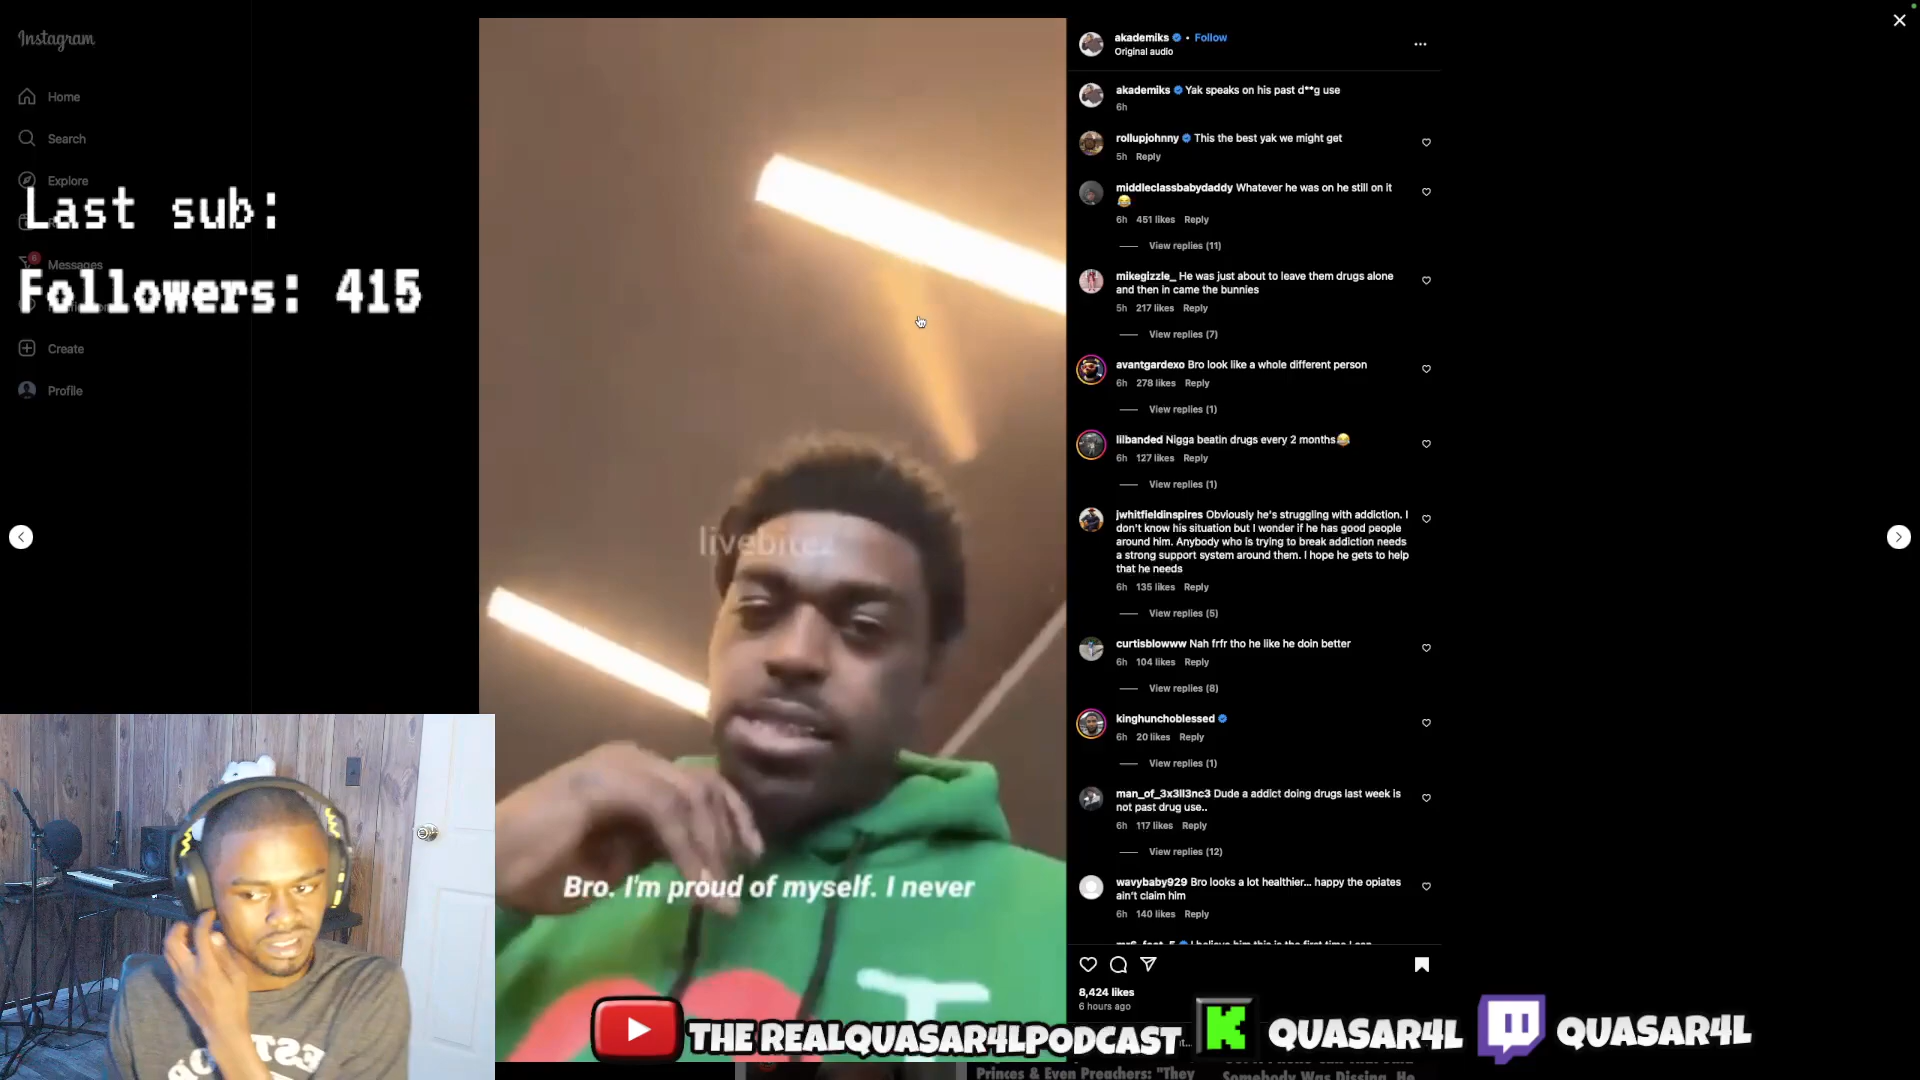 Instagram
Home
Search
Explore
Last sub:
6
Messages
Followers: 415
Create
Profile
livebitez
Bro. I'm proud of myself. I never
akademiks • Follow
Original audio
akademiks Yak speaks on his past d**g use
6h
rollupjohnny This the best yak we might get
5h Reply
middleclassbabydaddy Whatever he was on he still on it
😂
6h 451 likes Reply
View replies (11)
mikegizzle_ He was just about to leave them drugs alone
and then in came the bunnies
5h 217 likes Reply
View replies (7)
avantgardexo Bro look like a whole different person
6h 278 likes Reply
View replies (1)
lilbanded Nigga beatin drugs every 2 months😂
6h 127 likes Reply
View replies (1)
jwhitfieldinspires Obviously he's struggling with addiction. I
don't know his situation but I wonder if he has good people
around him. Anybody who is trying to break addiction needs
a strong support system around them. I hope he gets to help
that he needs
6h 135 likes Reply
View replies (5)
curtisblowww Nah frfr tho he like he doin better
6h 104 likes Reply
View replies (8)
kinghunchoblessed
6h 20 likes Reply
View replies (1)
man_of_3x3ll3nc3 Dude a addict doing drugs last week is
not past drug use..
6h 117 likes Reply
View replies (12)
wavybaby929 Bro looks a lot healthier... happy the opiates
ain't claim him
6h 140 likes Reply
8,424 likes
6 hours ago
THE REALQUASAR4LPODCAST
K QUASAR4L
QUASAR4L
Princes & Even Preachers: "They
Somebody Was Dissing, He